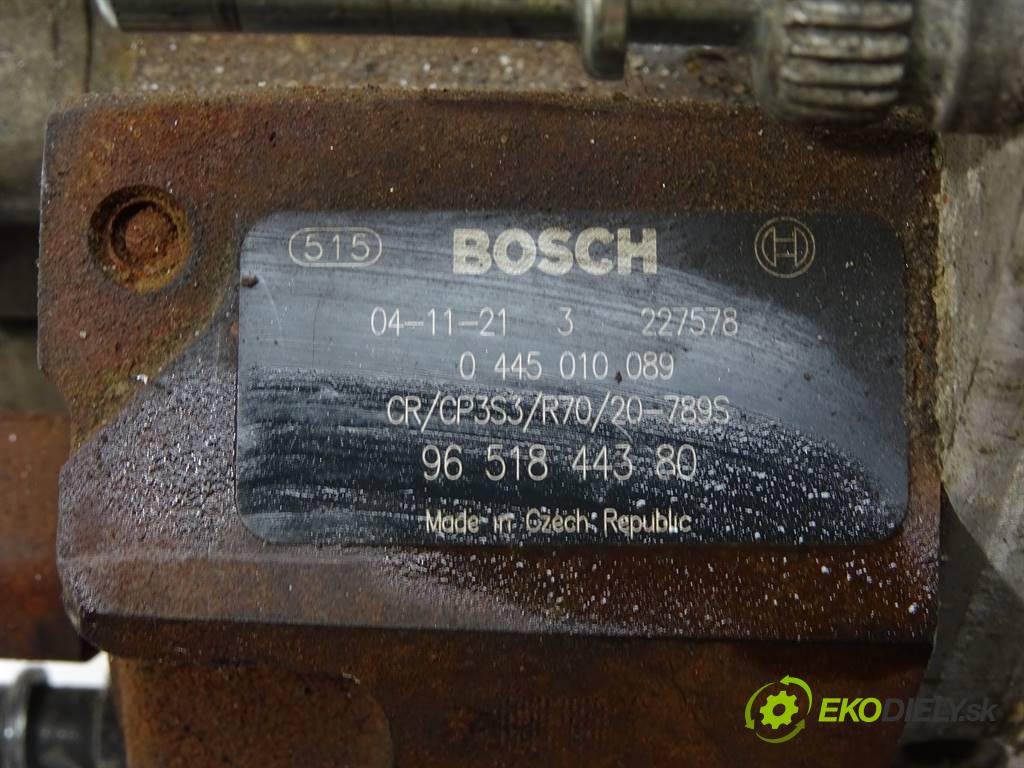 515 BOSCH
04-11-21 3 227578
0 445 010 089
CR/CP3S3/R70/20-789S
96 518 443 80
Made in Czech Republic
EKODIELY.sk